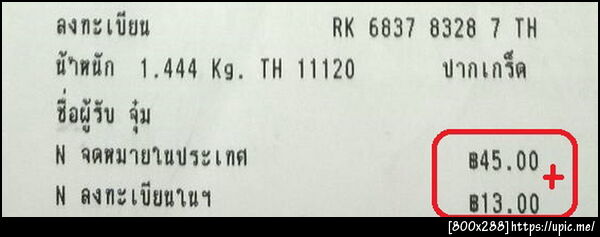 ลงทะเบียน RK 6837 8328 7 TH
น้ำหนัก 1.444 Kg. TH 11120 ปากเกร็ด
ชื่อผู้รับ จุ๋ม
N จดหมายในประเทศ ฿45.00
+
N ลงทะเบียนในฯ ฿13.00
[800x288]https://upic.me/